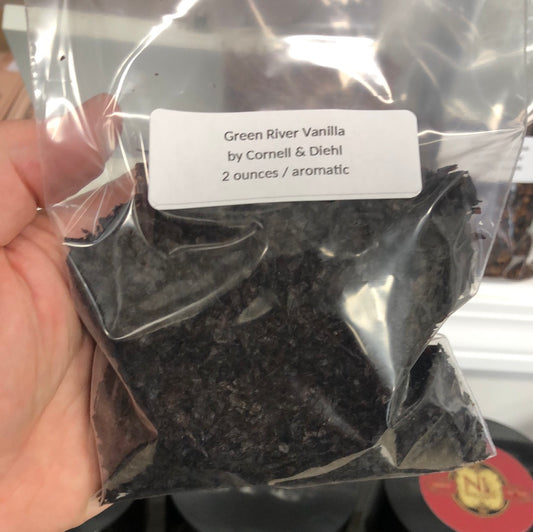 Green River Vanilla
by Cornell & Diehl
2 ounces / aromatic